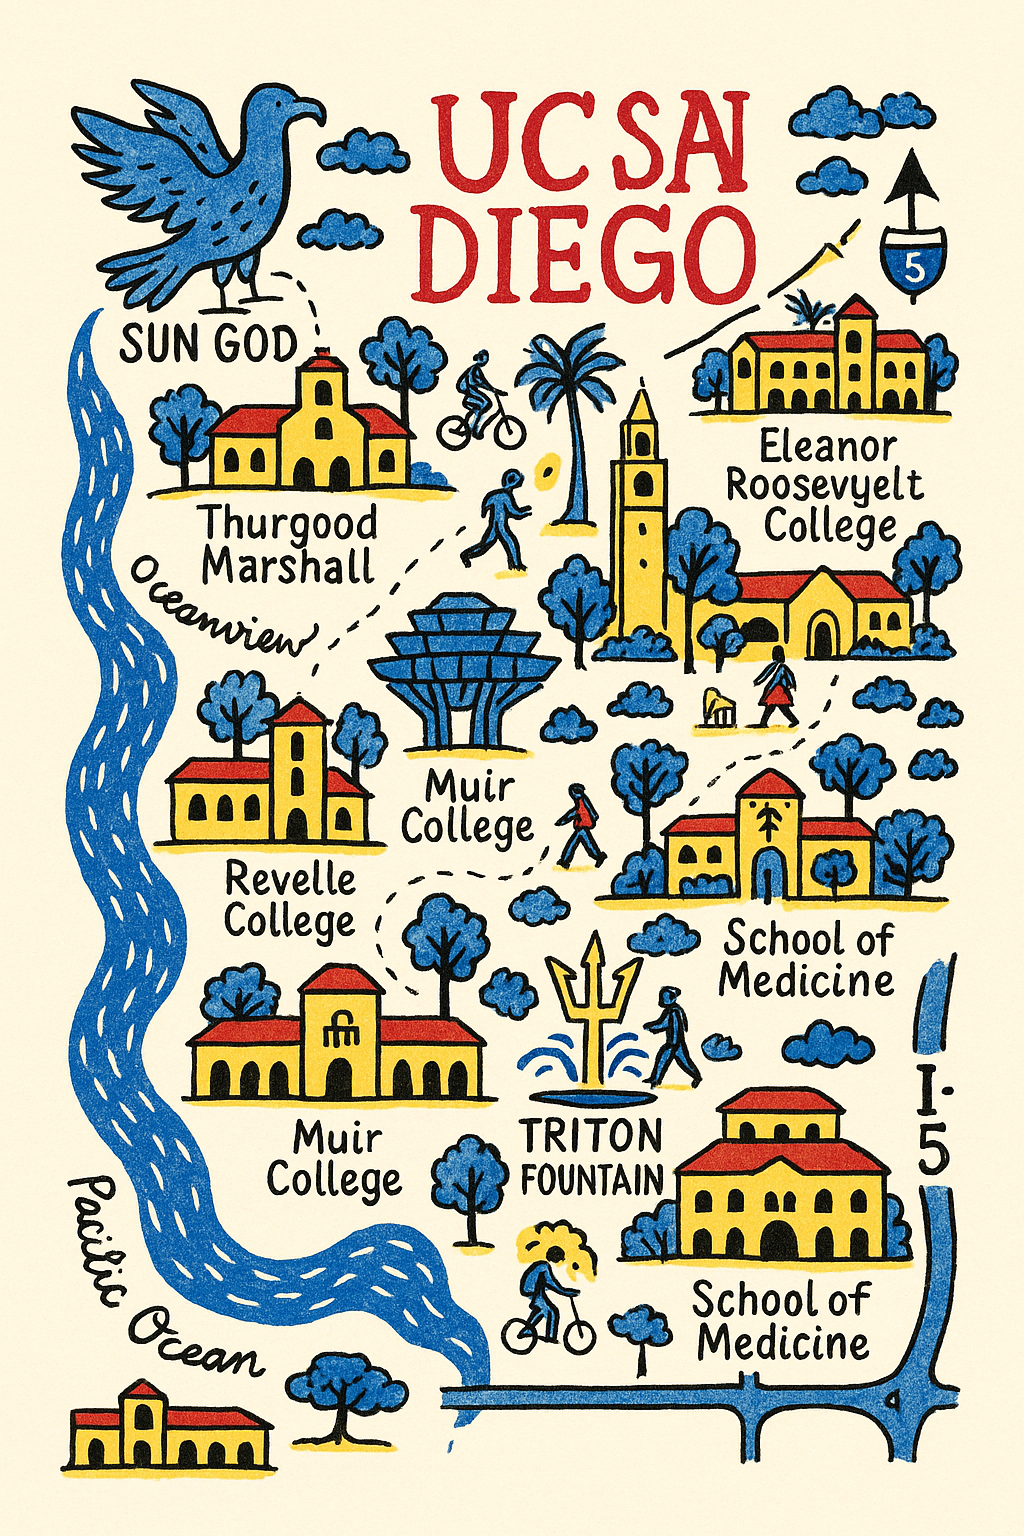 UC SAN
DIEGO
5
SUN GOD
Eleanor
Roosevyelt
College
Thurgood
Marshall
Oceanview
Muir
College
Revelle
College
School of
Medicine
I-5
Muir
College
TRITON
FOUNTAIN
Pacific Ocean
School of
Medicine